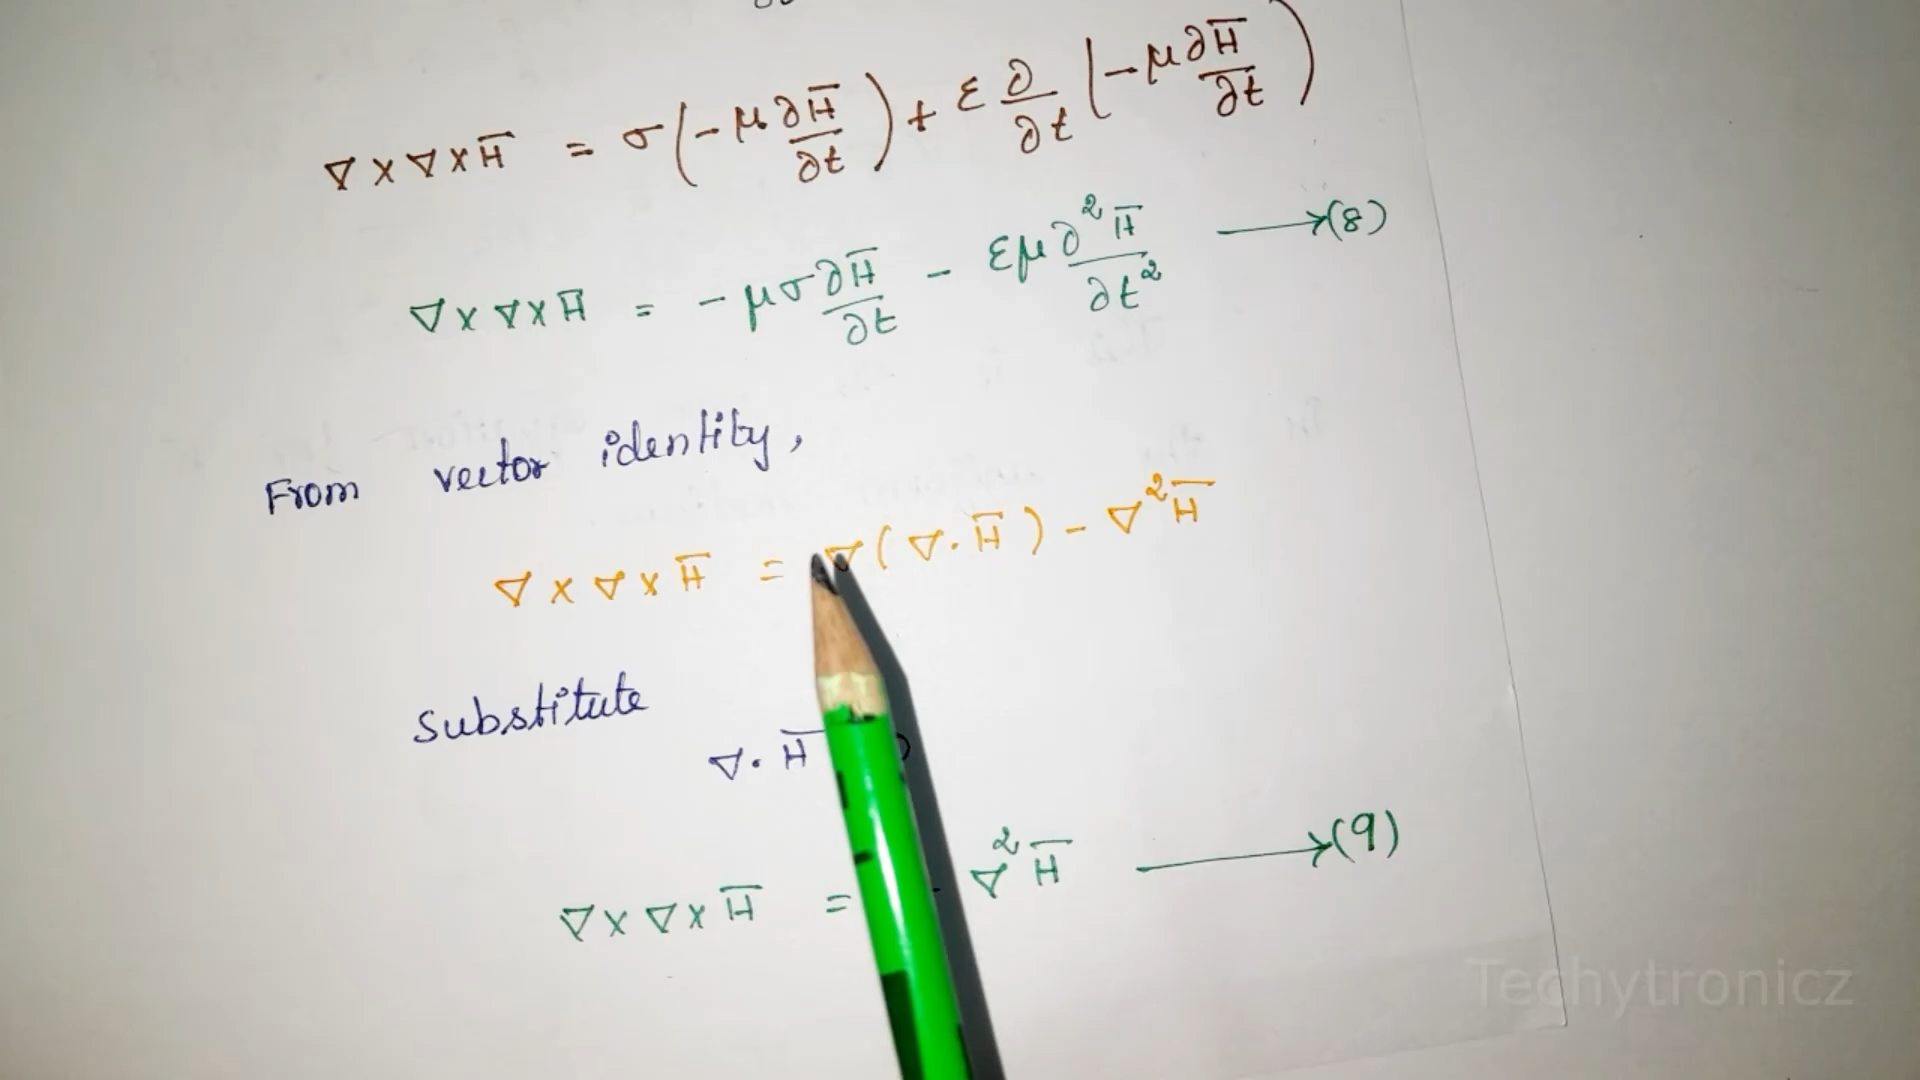 ∇ × ∇ × H̅ = σ(-μ ∂H̅/∂t) + ε ∂/∂t (-μ ∂H̅/∂t)
∇ × ∇ × H̅ = -μσ ∂H̅/∂t - εμ ∂²H̅/∂t² ⟶(8)
From vector identity,
∇ × ∇ × H̅ = ∇(∇.H̅) - ∇²H̅
Substitute
∇. H̅
∇ × ∇ × H̅ = - ∇²H̅ ⟶(9)
Techytronicz